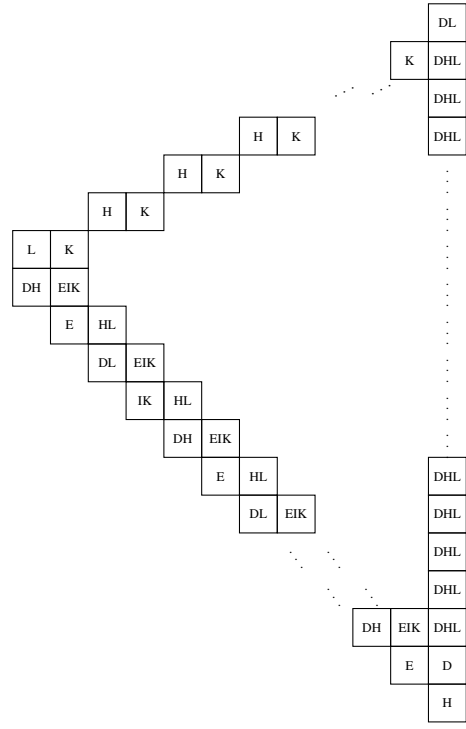 DL
K DHL
DHL
H K DHL
H K
H K
L K
DH EIK
E HL
DL EIK
IK HL
DH EIK
E HL DHL
DL EIK DHL
DHL
DHL
DH EIK DHL
E D
H